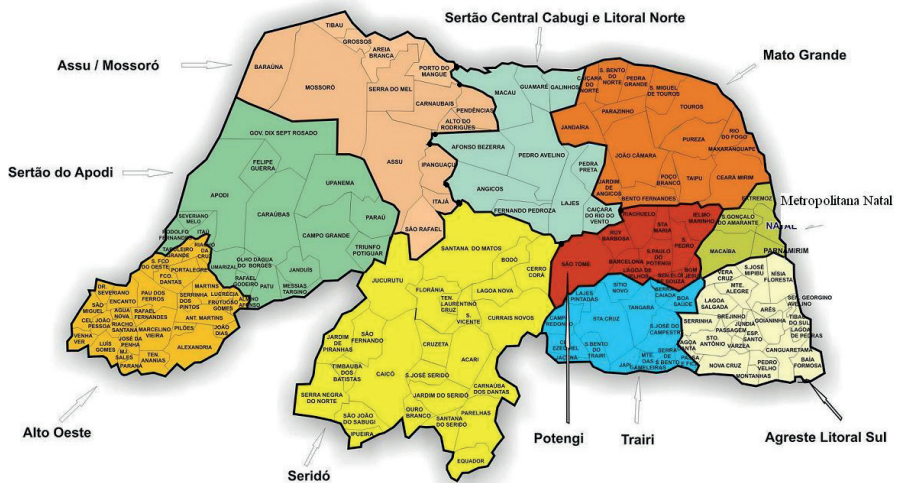 Sertão Central Cabugi e Litoral Norte
Mato Grande
Assu / Mossoró
Sertão do Apodi
Metropolitana Natal
Alto Oeste
Seridó
Potengi
Trairi
Agreste Litoral Sul
TIBAU
GROSSOS
AREIA
BRANCA
BARAÚNA
MOSSORÓ
SERRA DO MEL
PORTO DO
MANGUE
CARNAUBAIS
PENDÊNCIAS
ALTO DO
RODRIGUES
ASSU
IPANGUAÇU
ITAJÁ
SÃO RAFAEL
MACAU
GUAMARÉ
GALINHOS
AFONSO BEZERRA
PEDRO AVELINO
PEDRA
PRETA
ANGICOS
LAJES
FERNANDO PEDROZA
CAIÇARA
DO RIO DO
VENTO
CAIÇARA
DO NORTE
S. BENTO
DO
NORTE
PEDRA
GRANDE
S. MIGUEL
DE TOUROS
TOUROS
PARAZINHO
JANDAÍRA
PUREZA
RIO
DO FOGO
MAXARANGUAPE
JOÃO CÂMARA
POÇO
BRANCO
TAIPU
CEARA MIRIM
JARDIM
DE
ANGICOS
BENTO FERNANDES
EXTREMOZ
S.GONÇALO
DO AMARANTE
NATAL
MACAÍBA
PARNAMIRIM
GOV. DIX SEPT ROSADO
FELIPE
GUERRA
APODI
UPANEMA
CARAÚBAS
PARAÚ
CAMPO GRANDE
TRIUNFO
POTIGUAR
SEVERIANO
MELO
ITAÚ
UMARIZAL
OLHO DÁGUA
DO BORGES
JANDUÍS
PATU
MESSIAS
TARGINO
RAFAEL
GODEIRO
S. FCO
DO OESTE
PORTALEGRE
FCO.
DANTAS
DR.
SEVERIANO
MARTINS
SÃO
MIGUEL
ENCANTO
PAU DOS
FERROS
SERRINHA
DOS
PINTOS
LUCRÉCIA
FRUTUOSO
GOMES
ÁGUA
NOVA
RAFAEL
FERNANDES
ANT. MARTINS
CEL. JOÃO
PESSOA
RIACHO
SANTANA
MARCELINO
VIEIRA
PILÕES
JOÃO
DIAS
VENHA
VER
LUÍS
GOMES
JOSÉ DA
PENHA
ALEXANDRIA
MJ.
SALES
TEN.
ANANIAS
PARANÁ
SANTANA DO MATOS
BODÓ
CERRO
CORÁ
JUCURUTU
FLORÂNIA
LAGOA NOVA
TEN.
LAURENTINO
CRUZ
S.
VICENTE
CURRAIS NOVOS
SÃO
FERNANDO
JARDIM
DE
PIRANHAS
CRUZETA
ACARI
TIMBAÚBA
DOS
BATISTAS
CAICÓ
S.JOSÉ SERIDÓ
SERRA NEGRA
DO NORTE
JARDIM DO SERIDÓ
CARNAÚBA
DOS DANTAS
SÃO JOÃO
DO SABUGI
OURO
BRANCO
SANTANA
DO SERIDÓ
PARELHAS
IPUEIRA
EQUADOR
RIACHUELO
STA
MARIA
IELMO
MARINHO
RUY
BARBOSA
S.
PEDRO
SÃO TOMÉ
BARCELONA
S.PAULO
DO
POTENGI
BOM
JESUS
LAJES
PINTADAS
SÍTIO
NOVO
BOA
SAÚDE
TANGARÁ
STA CRUZ
S.JOSÉ DO
CAMPESTRE
S.BENTO
DO TRAIRI
JAPI
MTE.
DAS
GAMELEIRAS
SERRA
DE
S BENTO
VERA
CRUZ
S.JOSÉ
MIPIBU
NÍSIA
FLORESTA
MTE.
ALEGRE
LAGOA
SALGADA
SEN. GEORGINO
AVELINO
BREJINHO
ARÊS
SERRINHA
PASSAGEM
JUNDIÁ
GOIANINHA
TIBAU
DO SUL
STO.
ANTÔNIO
ESP.
SANTO
VÁRZEA
CANGUARETAMA
NOVA CRUZ
PEDRO
VELHO
BAÍA
FORMOSA
MONTANHAS